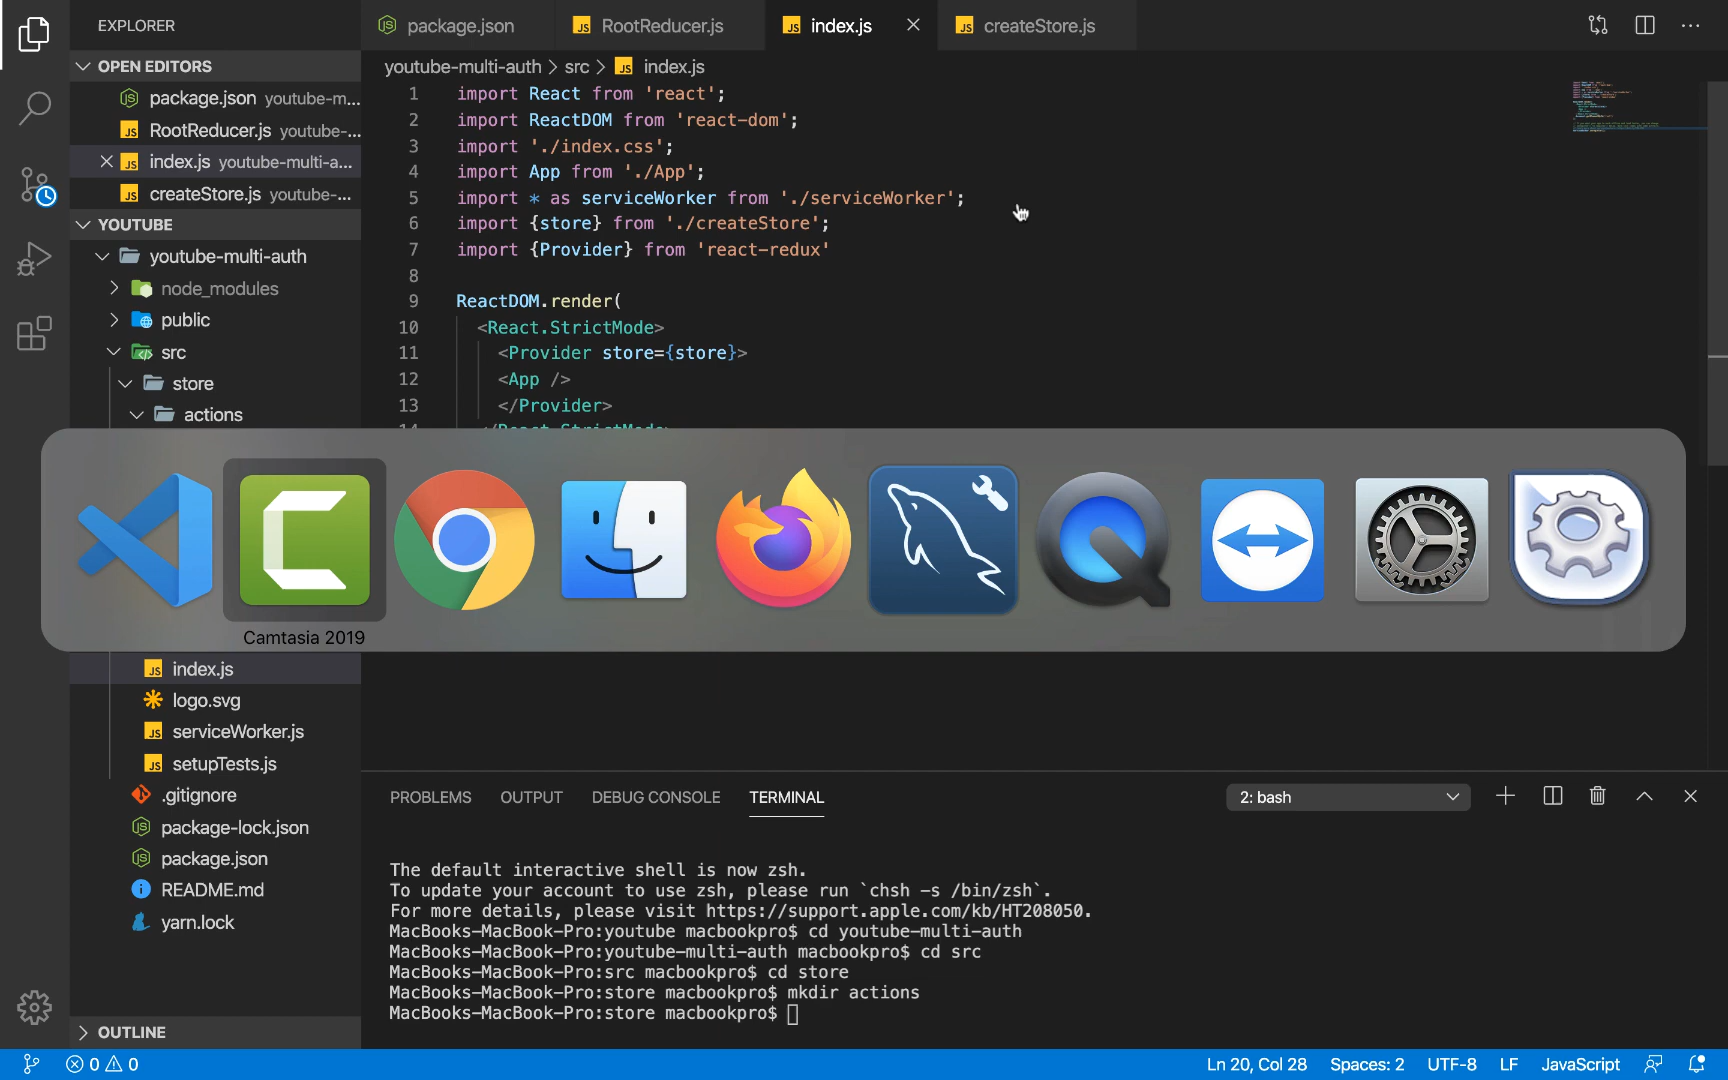 EXPLORER
OPEN EDITORS
package.json youtube-m...
RootReducer.js youtube-...
index.js youtube-multi-a...
createStore.js youtube-...
YOUTUBE
youtube-multi-auth
node_modules
public
src
store
actions
index.js
logo.svg
serviceWorker.js
setupTests.js
.gitignore
package-lock.json
package.json
README.md
yarn.lock
OUTLINE
package.json
RootReducer.js
index.js
createStore.js
youtube-multi-auth > src > JS index.js
1 import React from 'react';
2 import ReactDOM from 'react-dom';
3 import './index.css';
4 import App from './App';
5 import * as serviceWorker from './serviceWorker';
6 import {store} from './createStore';
7 import {Provider} from 'react-redux'
8
9 ReactDOM.render(
10 <React.StrictMode>
11 <Provider store={store}>
12 <App />
13 </Provider>
14 </React.StrictMode>
Camtasia 2019
PROBLEMS OUTPUT DEBUG CONSOLE TERMINAL
2: bash
The default interactive shell is now zsh.
To update your account to use zsh, please run `chsh -s /bin/zsh`.
For more details, please visit https://support.apple.com/kb/HT208050.
MacBooks-MacBook-Pro:youtube macbookpro$ cd youtube-multi-auth
MacBooks-MacBook-Pro:youtube-multi-auth macbookpro$ cd src
MacBooks-MacBook-Pro:src macbookpro$ cd store
MacBooks-MacBook-Pro:store macbookpro$ mkdir actions
MacBooks-MacBook-Pro:store macbookpro$
0 0
Ln 20, Col 28 Spaces: 2 UTF-8 LF JavaScript